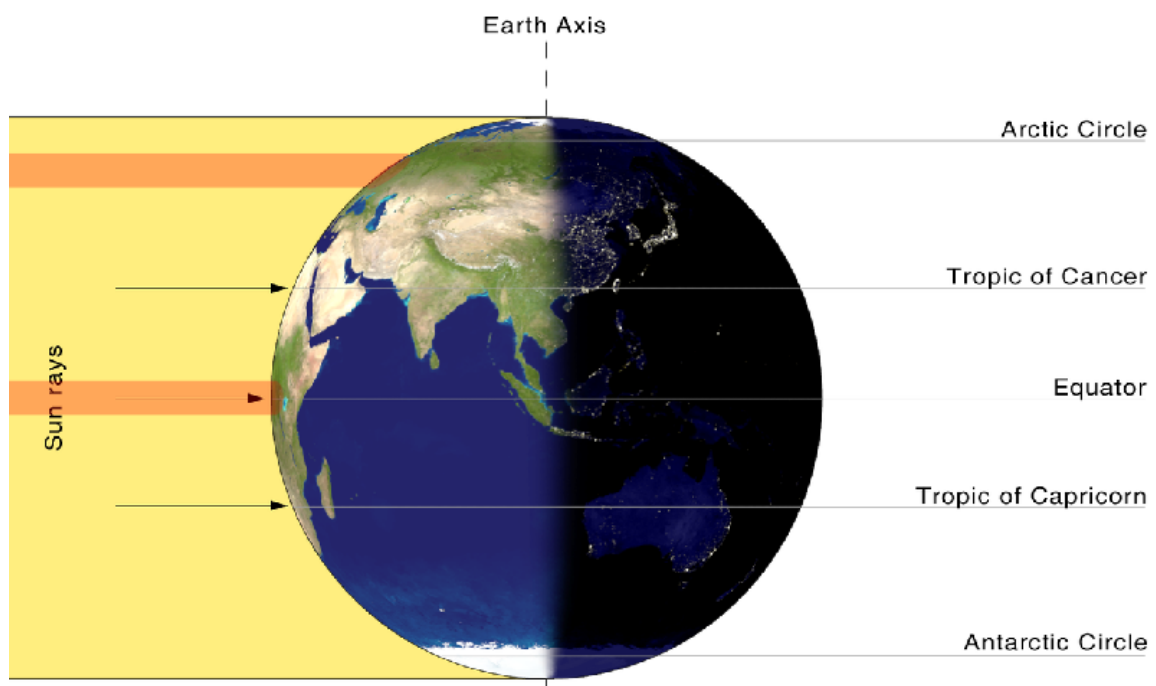 Earth Axis
Arctic Circle
Tropic of Cancer
Sun rays
Equator
Tropic of Capricorn
Antarctic Circle